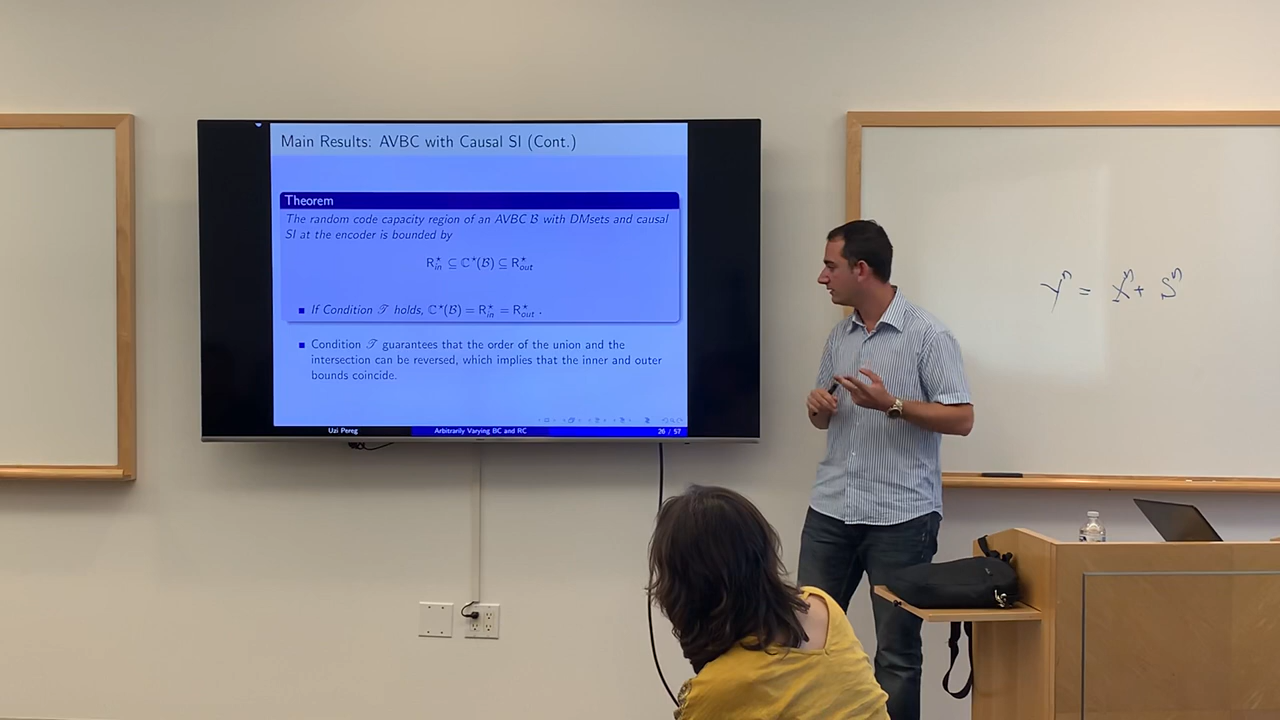 Main Results: AVBC with Causal SI (Cont.)
Theorem
The random code capacity region of an AVBC ℬ with DMsets and causal
SI at the encoder is bounded by
R*in ⊆ ℂ*(ℬ) ⊆ R*out
If Condition 𝒯 holds, ℂ*(ℬ) = R*in = R*out .
Condition 𝒯 guarantees that the order of the union and the
intersection can be reversed, which implies that the inner and outer
bounds coincide.
Uzi Pereg Arbitrarily Varying BC and RC 26 / 57
Yⁿ = Xⁿ + Sⁿ